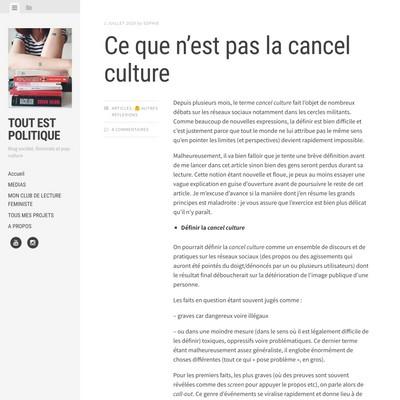 2 JUILLET 2020 by SOPHIE
Ce que n’est pas la cancel
culture
TOUT EST
POLITIQUE
Blog société, féminisme et pop
culture
Accueil
MEDIAS
MON CLUB DE LECTURE
FEMINISTE
TOUS MES PROJETS
A PROPOS
ARTICLES, 🤔 AUTRES
RÉFLEXIONS
4 COMMENTAIRES
Depuis plusieurs mois, le terme cancel culture fait l’objet de nombreux
débats sur les réseaux sociaux notamment dans les cercles militants.
Comme beaucoup de nouvelles expressions, la définir est bien difficile et
c’est justement parce que tout le monde ne lui attribue pas le même sens
qu’en pointer les limites (et perspectives) devient rapidement impossible.
Malheureusement, il va bien falloir que je tente une brève définition avant
de me lancer dans cet article sinon bien des gens seront perdus durant sa
lecture. Cette notion étant nouvelle et floue, je peux au moins essayer une
vague explication en guise d’ouverture avant de poursuivre le reste de cet
article. Je m’excuse d’avance si la manière dont j’en résume les grands
principes est maladroite : je vous assure que l’exercice est bien plus délicat
qu’il n’y paraît.
• Définir la cancel culture
On pourrait définir la cancel culture comme un ensemble de discours et de
pratiques sur les réseaux sociaux (des propos ou des agissements qui
auront été pointés du doigt/dénoncés par un ou plusieurs utilisateurs) dont
le résultat final déboucherait sur la détérioration de l’image publique d’une
personne.
Les faits en question étant souvent jugés comme :
– graves car dangereux voire illégaux
– ou dans une moindre mesure (dans le sens où il est légalement difficile de
les définir) toxiques, oppressifs voire problématiques. Ce dernier terme
étant malheureusement assez généraliste, il englobe énormément de
choses différentes (tout ce qui « pose problème », en gros).
Pour les premiers faits, les plus graves (où des preuves sont souvent
révélées comme des screen pour appuyer le propos etc), on parle alors de
call-out. Ce genre d’événements se viralise rapidement et donne lieu à de